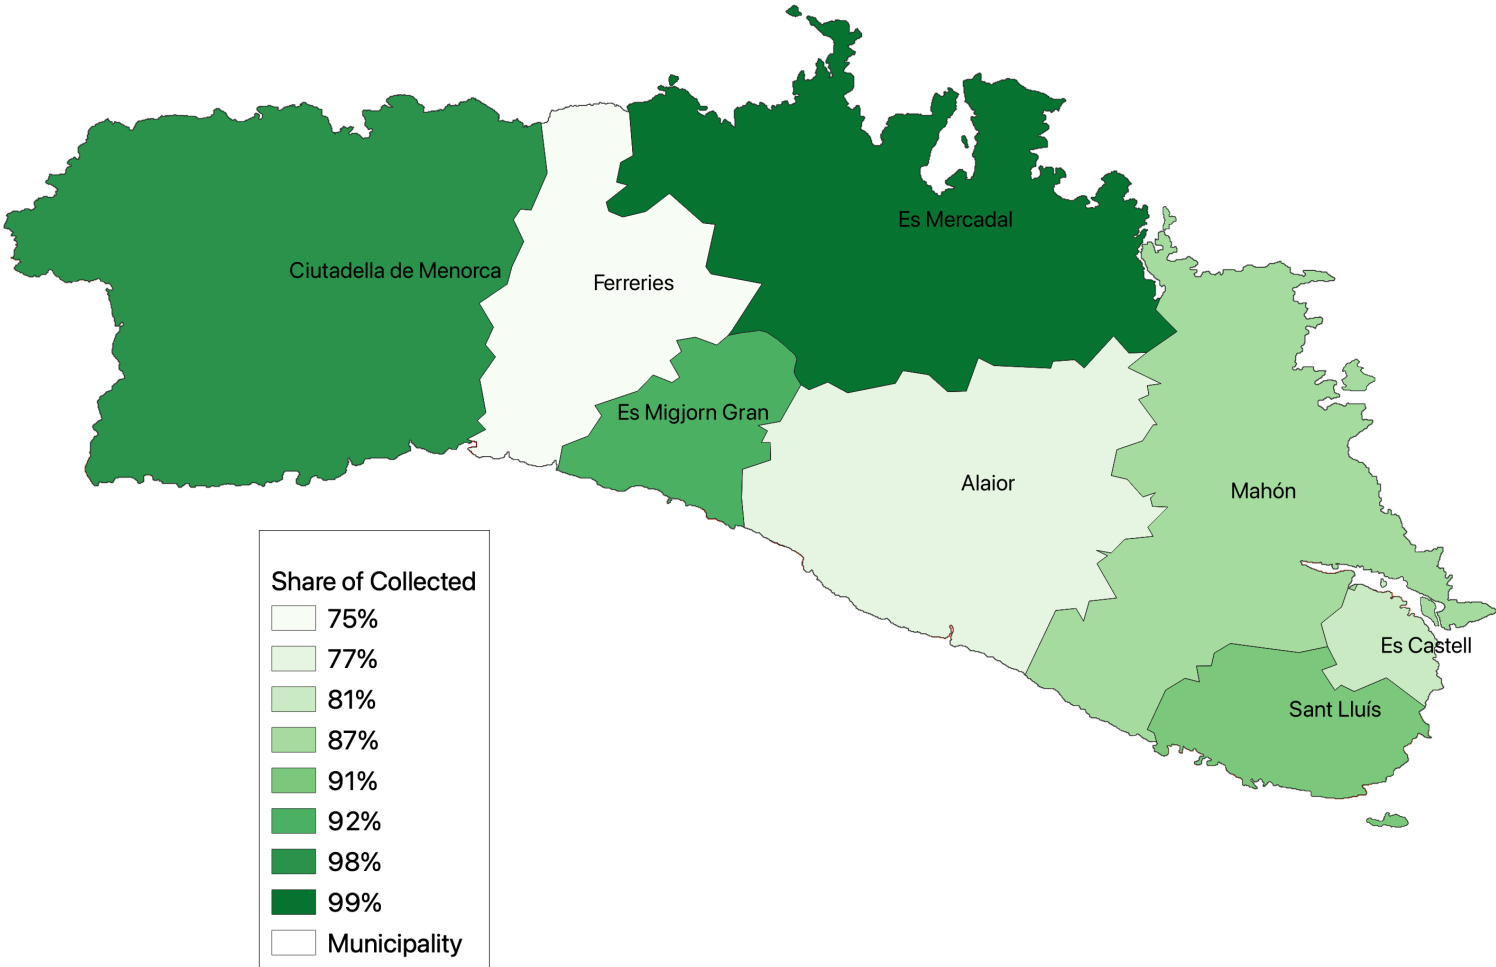 Es Mercadal
Ciutadella de Menorca
Ferreries
Es Migjorn Gran
Alaior
Mahón
Es Castell
Sant Lluís
Share of Collected
75%
77%
81%
87%
91%
92%
98%
99%
Municipality